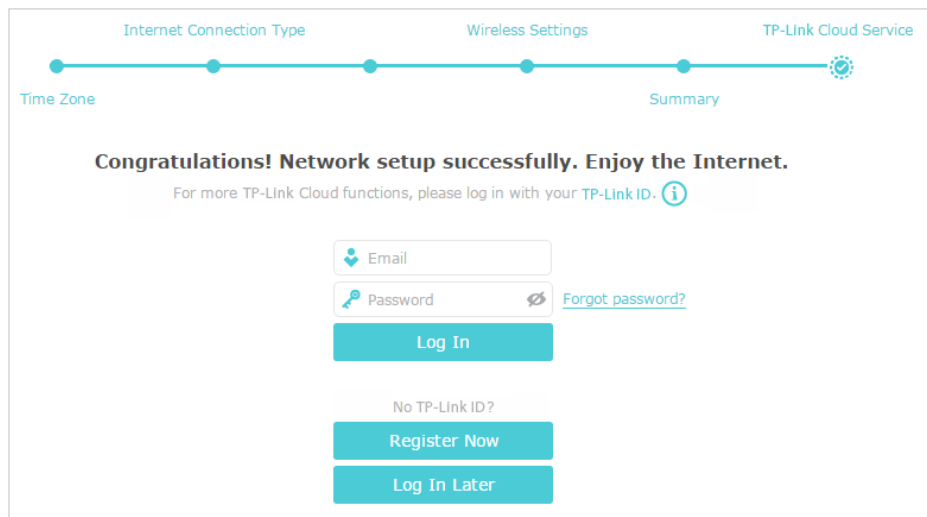 Internet Connection Type Wireless Settings TP-Link Cloud Service
Time Zone Summary
Congratulations! Network setup successfully. Enjoy the Internet.
For more TP-Link Cloud functions, please log in with your TP-Link ID.
Email
Password Forgot password?
Log In
No TP-Link ID?
Register Now
Log In Later